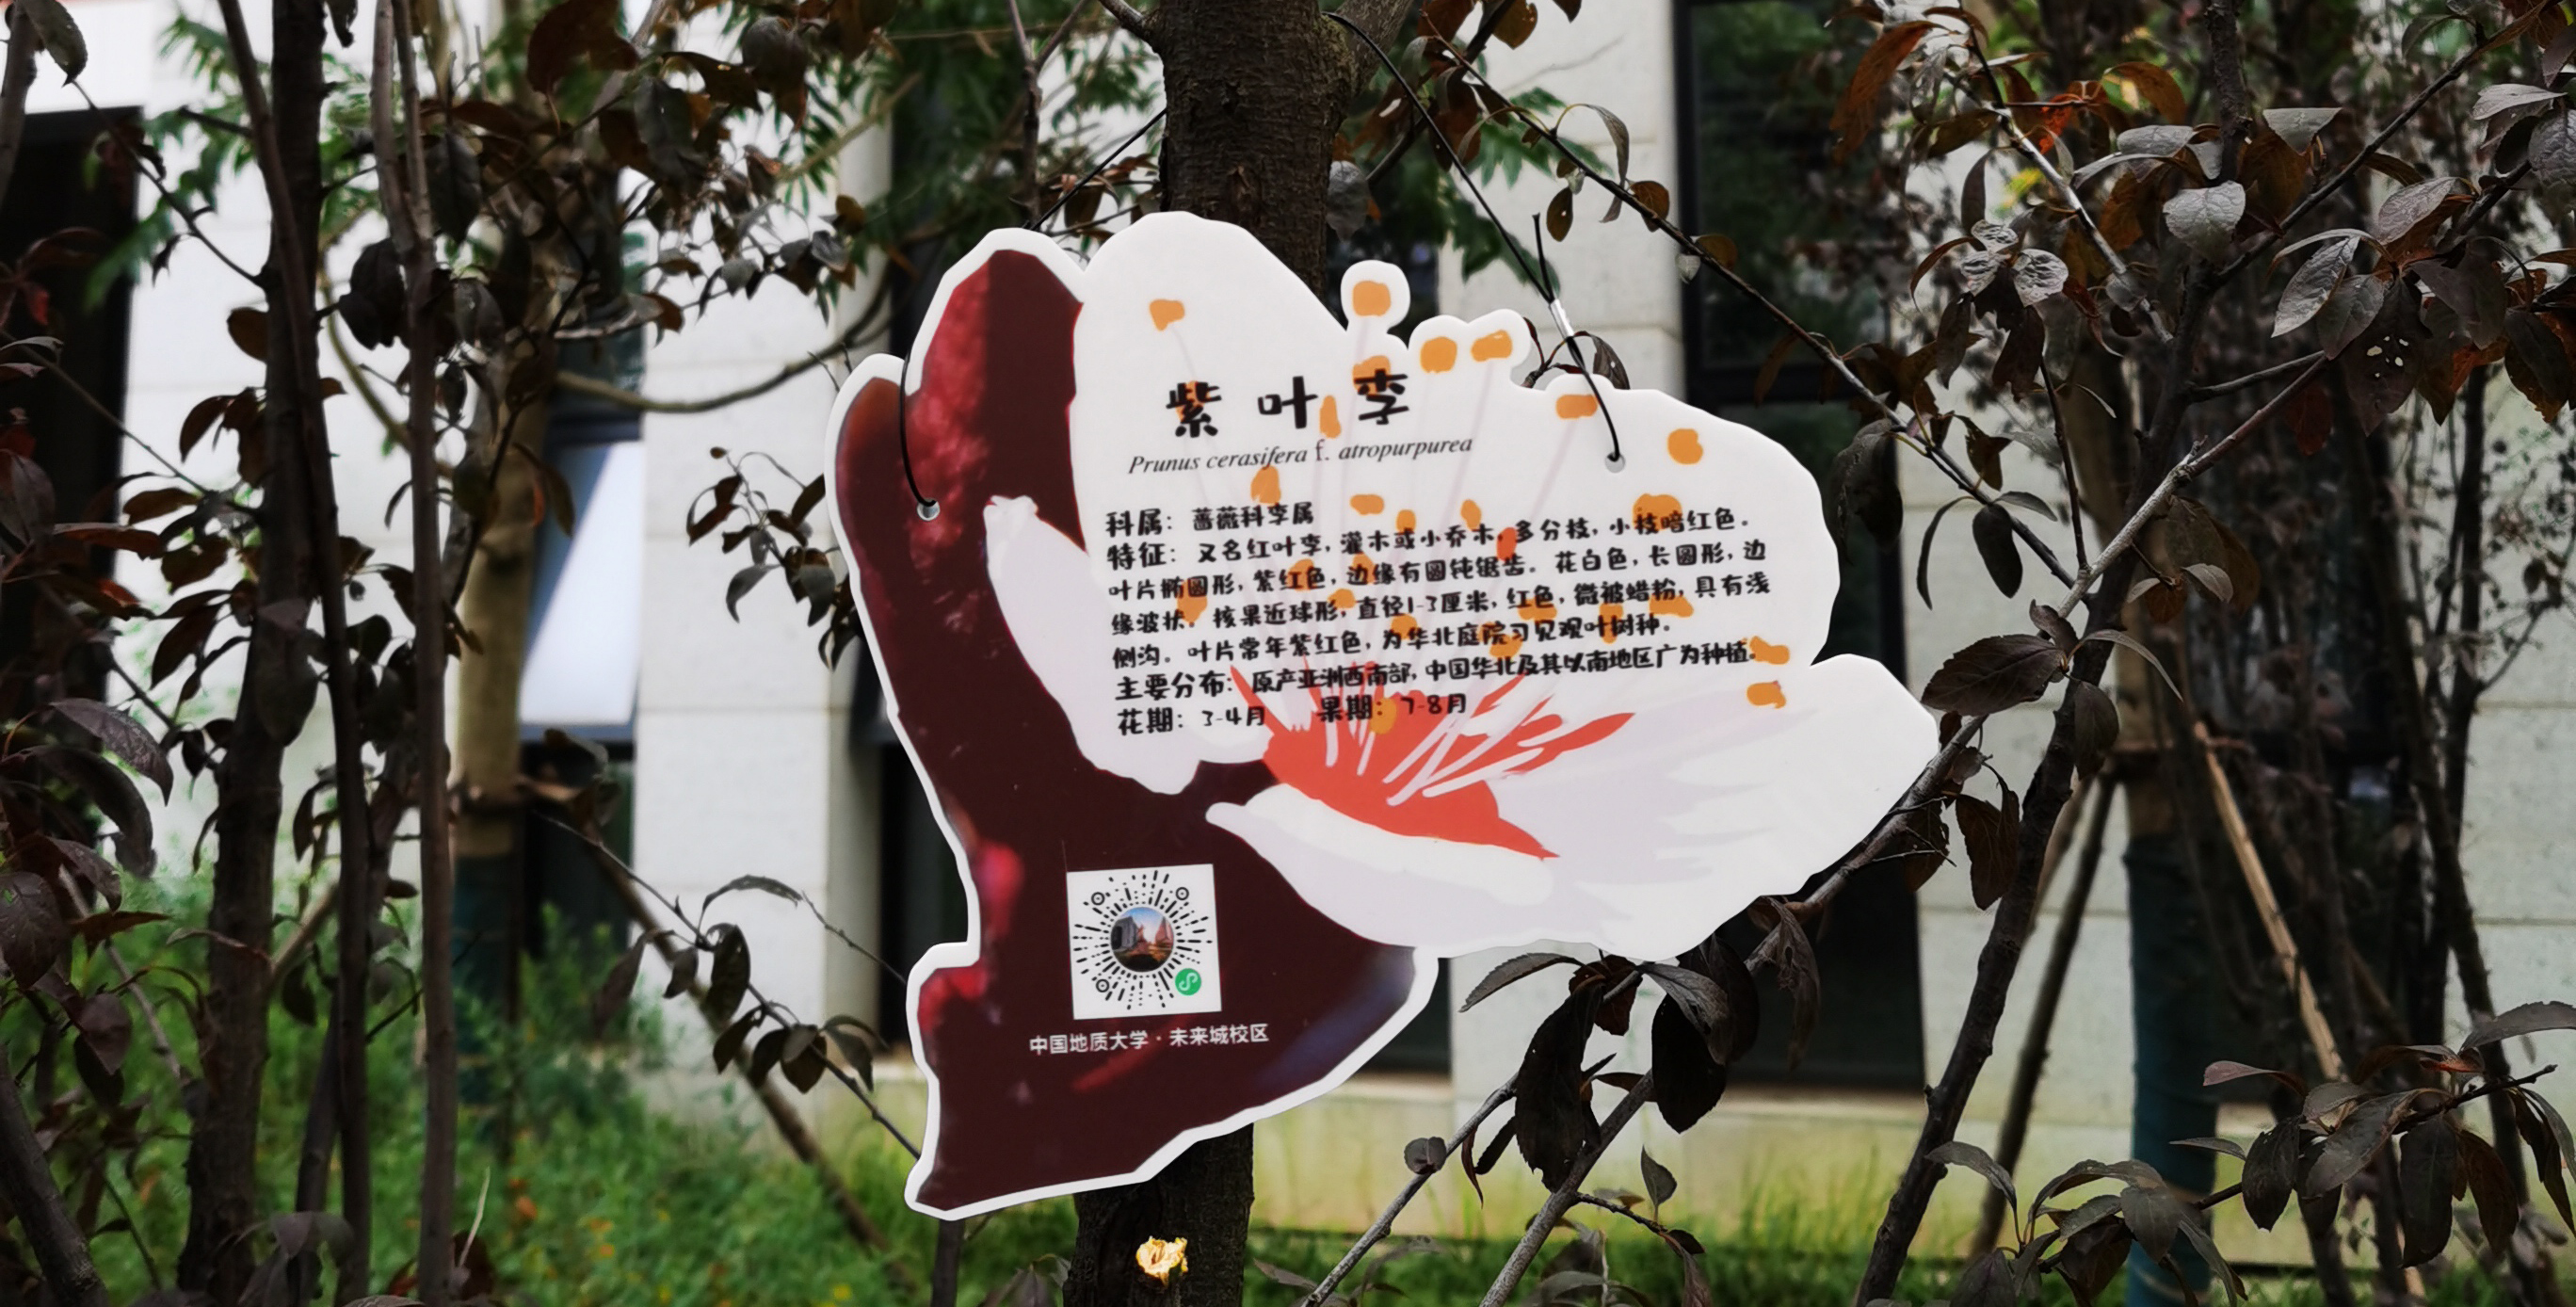 紫叶李
Prunus cerasifera f. atropurpurea
科属：蔷薇科李属
特征：又名红叶李，灌木或小乔木，多分枝，小枝暗红色。
叶片椭圆形，紫红色，边缘有圆钝锯齿。花白色，长圆形，边
缘波状。核果近球形，直径1-3厘米，红色，微被蜡粉，具有浅
侧沟。叶片常年紫红色，为华北庭院习见观叶树种。
主要分布：原产亚洲西南部，中国华北及其以南地区广为种植。
花期：3-4月 果期：7-8月
中国地质大学·未来城校区